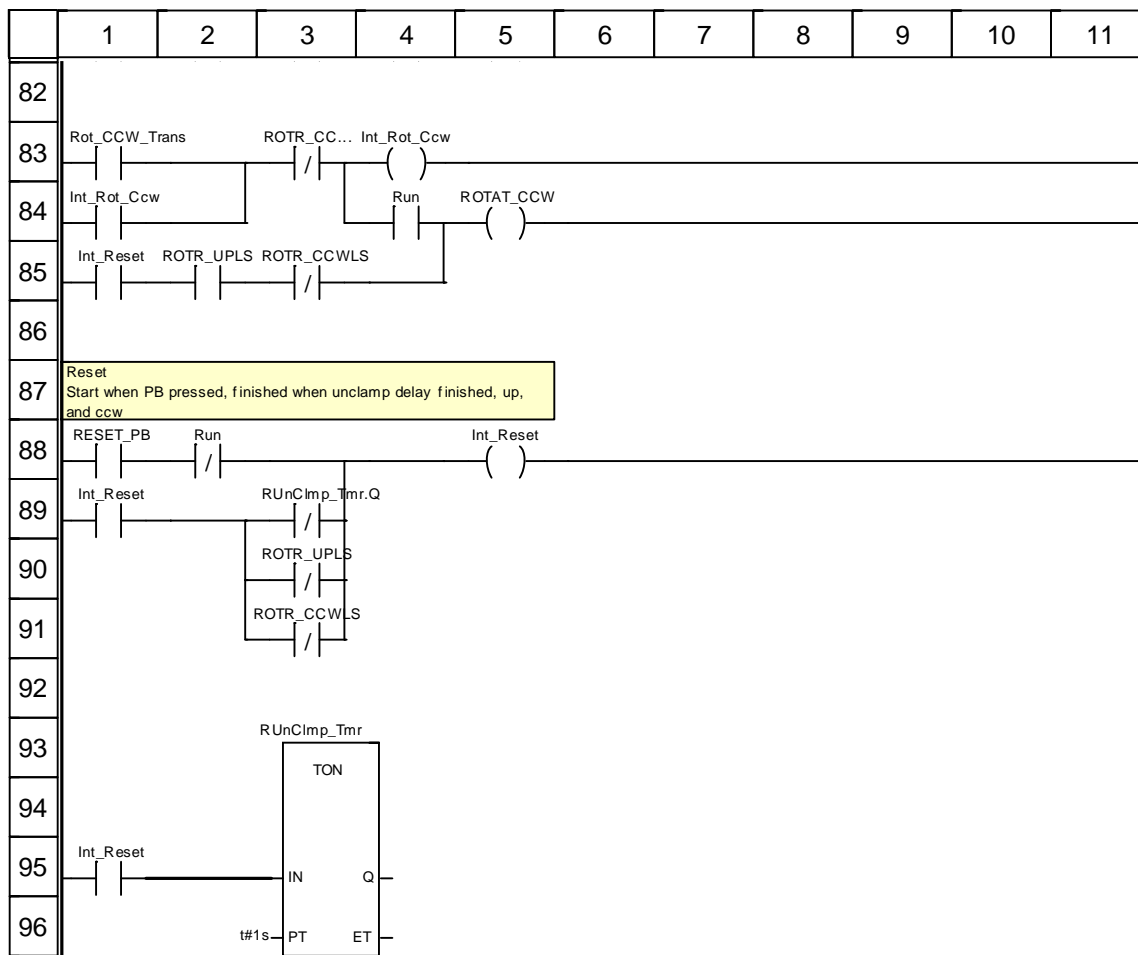 1 2 3 4 5 6 7 8 9 10 11
82
Rot_CCW_Trans ROTR_CC... Int_Rot_Ccw
83
Int_Rot_Ccw Run ROTAT_CCW
84
Int_Reset ROTR_UPLS ROTR_CCWLS
85
86
87
Reset
Start when PB pressed, finished when unclamp delay finished, up,
and ccw
RESET_PB Run Int_Reset
88
Int_Reset RUnClmp_Tmr.Q
89
ROTR_UPLS
90
ROTR_CCWLS
91
92
RUnClmp_Tmr
93
TON
94
Int_Reset
95
IN Q
96
t#1s PT ET